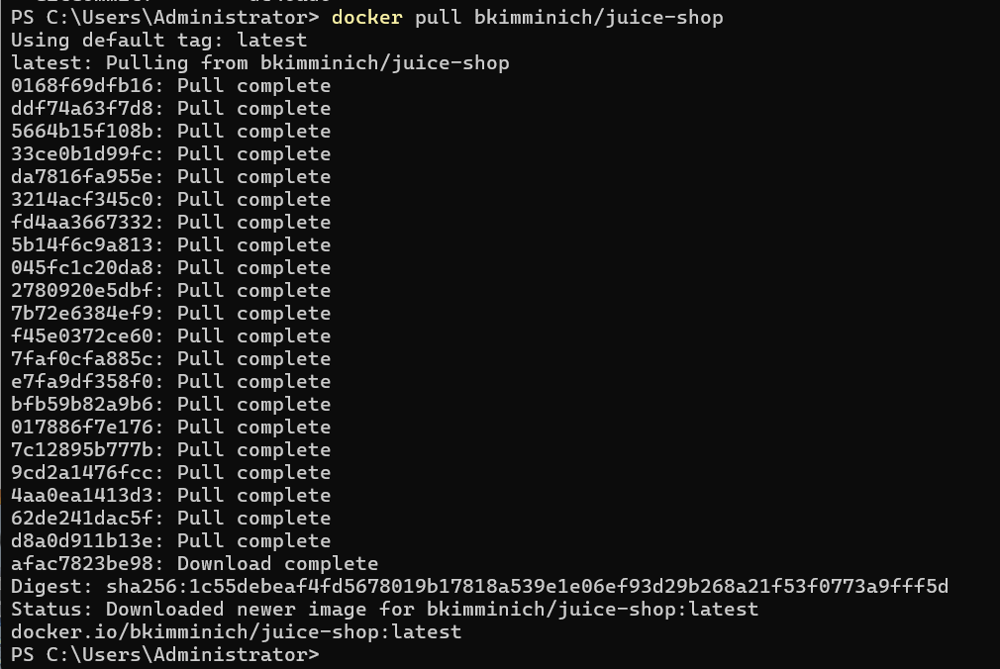 PS C:\Users\Administrator> docker pull bkimminich/juice-shop
Using default tag: latest
latest: Pulling from bkimminich/juice-shop
0168f69dfb16: Pull complete
ddf74a63f7d8: Pull complete
5664b15f108b: Pull complete
33ce0b1d99fc: Pull complete
da7816fa955e: Pull complete
3214acf345c0: Pull complete
fd4aa3667332: Pull complete
5b14f6c9a813: Pull complete
045fc1c20da8: Pull complete
2780920e5dbf: Pull complete
7b72e6384ef9: Pull complete
f45e0372ce60: Pull complete
7faf0cfa885c: Pull complete
e7fa9df358f0: Pull complete
bfb59b82a9b6: Pull complete
017886f7e176: Pull complete
7c12895b777b: Pull complete
9cd2a1476fcc: Pull complete
4aa0ea1413d3: Pull complete
62de241dac5f: Pull complete
d8a0d911b13e: Pull complete
afac7823be98: Download complete
Digest: sha256:1c55debeaf4fd5678019b17818a539e1e06ef93d29b268a21f53f0773a9fff5d
Status: Downloaded newer image for bkimminich/juice-shop:latest
docker.io/bkimminich/juice-shop:latest
PS C:\Users\Administrator>